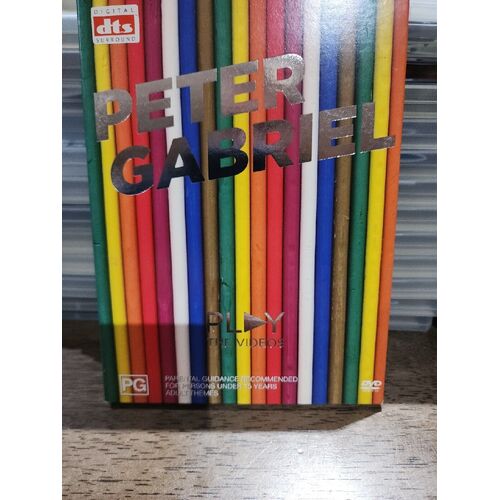 DIGITAL
dts
SURROUND
PETER
GABRIEL
PLAY
THE VIDEOS
PG
PARENTAL GUIDANCE RECOMMENDED
FOR PERSONS UNDER 15 YEARS
ADULT THEMES
DVD